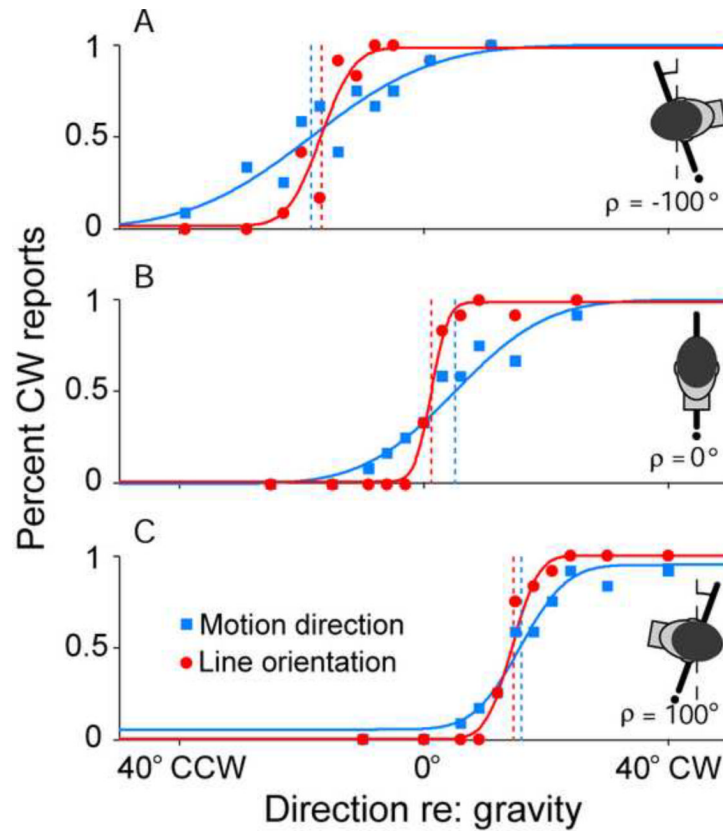 A
1
0.5
0
ρ = -100°
B
1
0.5
0
ρ = 0°
C
1
0.5
0
Motion direction
Line orientation
ρ = 100°
40° CCW 0° 40° CW
Direction re: gravity
Percent CW reports